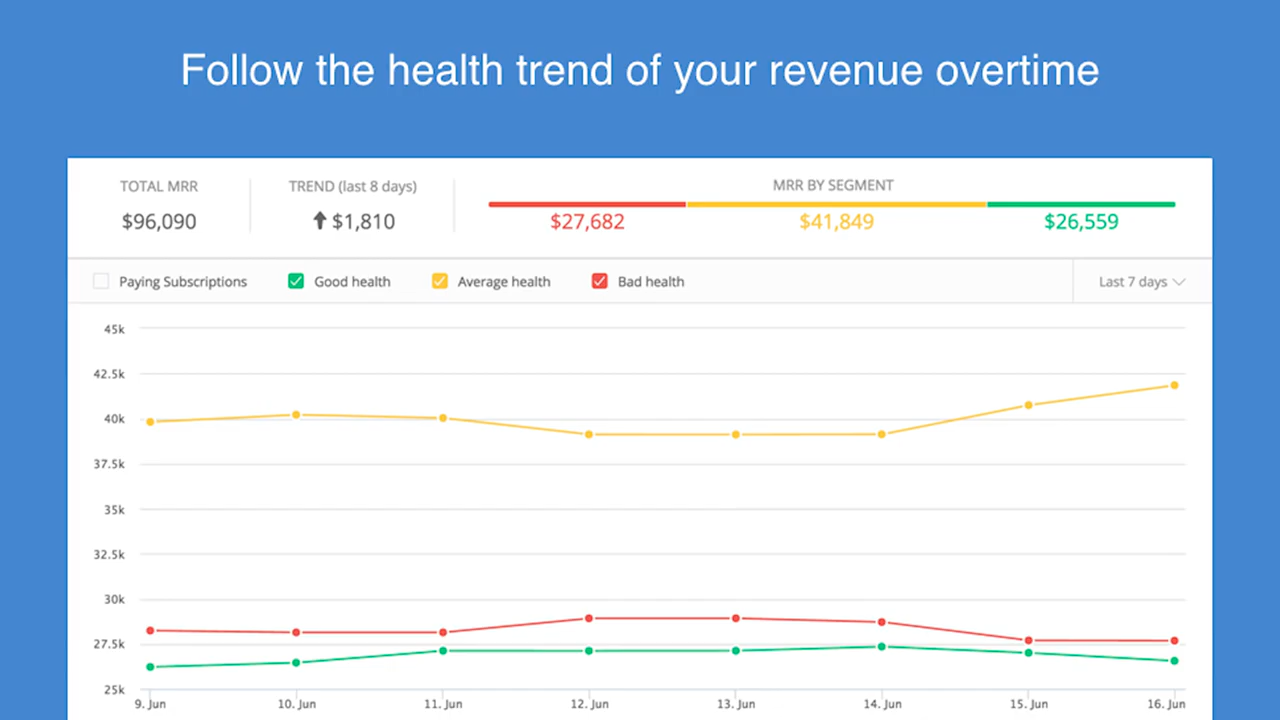 Follow the health trend of your revenue overtime
TOTAL MRR
$96,090
TREND (last 8 days)
$1,810
MRR BY SEGMENT
$27,682 $41,849 $26,559
Paying Subscriptions Good health Average health Bad health Last 7 days
45k
42.5k
40k
37.5k
35k
32.5k
30k
27.5k
25k
9. Jun 10. Jun 11. Jun 12. Jun 13. Jun 14. Jun 15. Jun 16. Jun